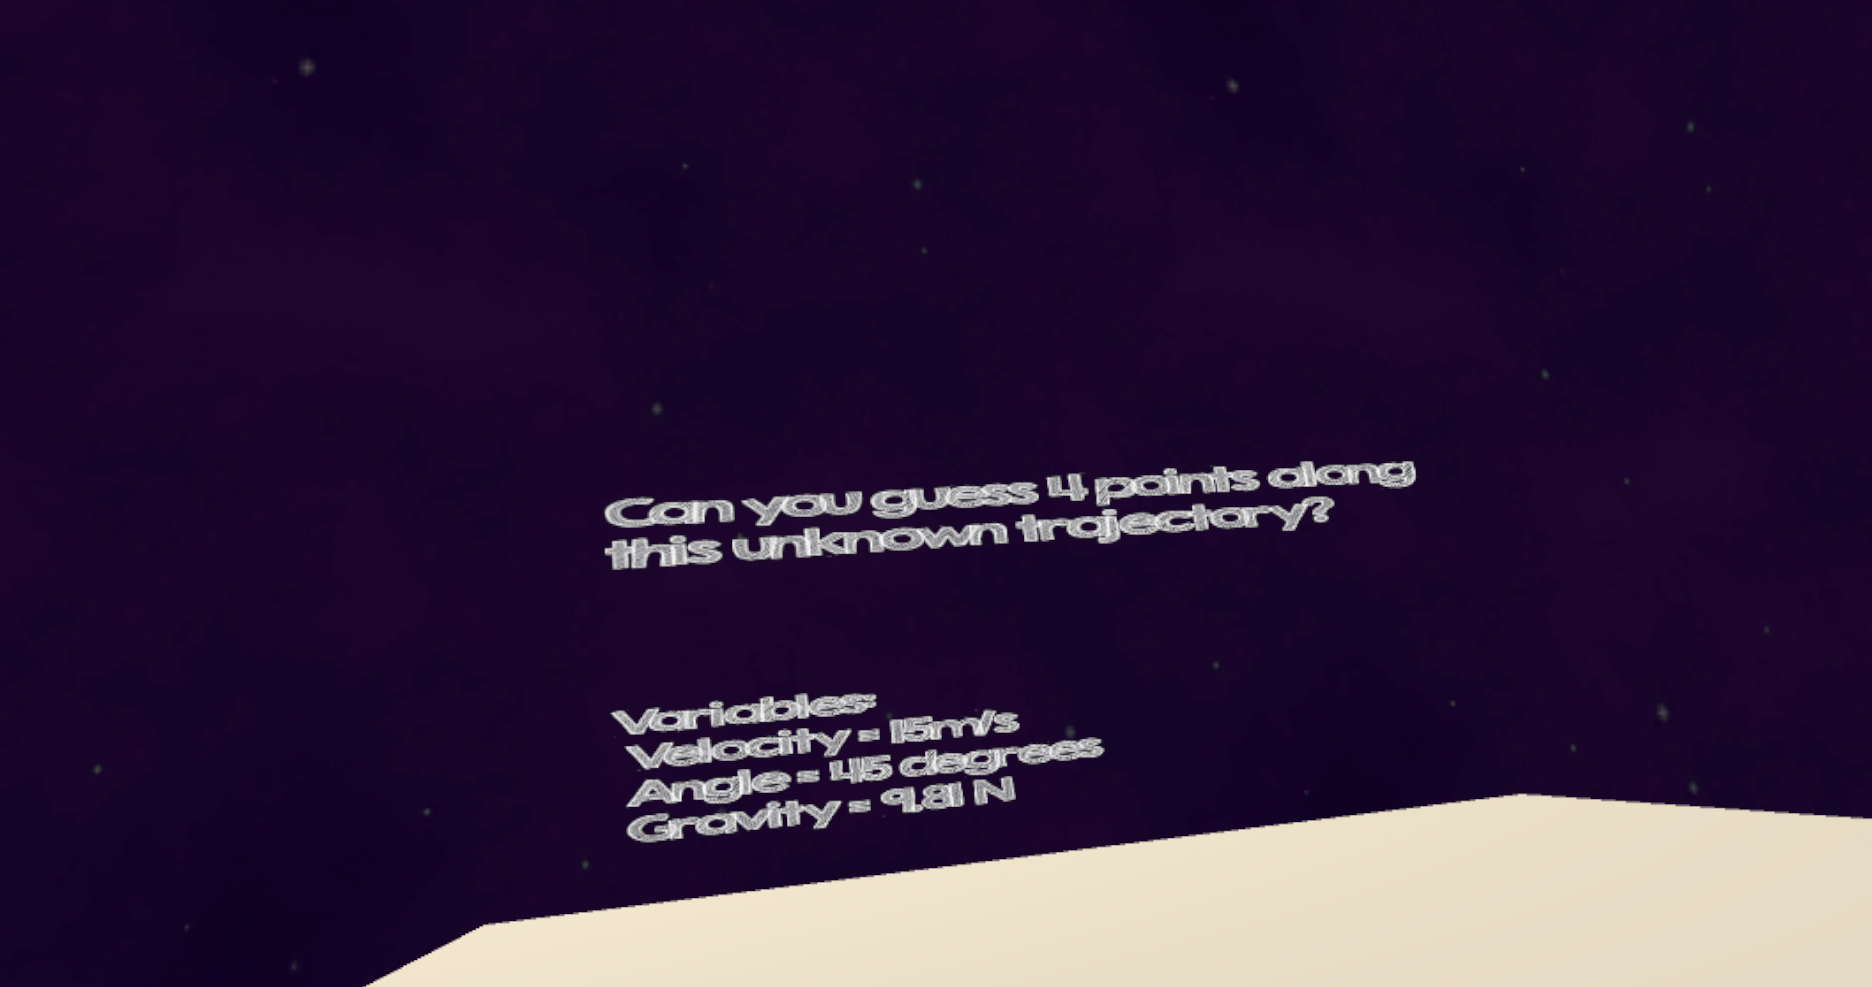 Can you guess 4 points along
this unknown trajectory?
Variables:
Velocity = 15m/s
Angle = 45 degrees
Gravity = 9.81 N